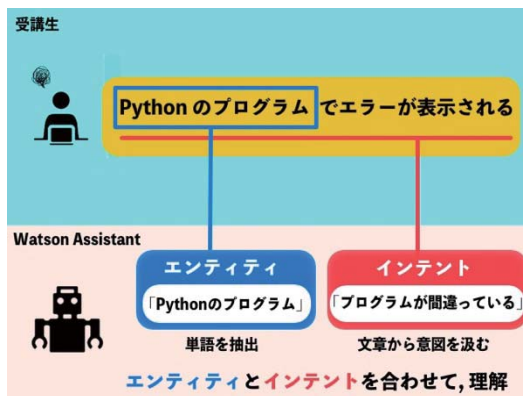 受講生
Python のプログラム でエラーが表示される
Watson Assistant
エンティティ
「Pythonのプログラム」
単語を抽出
インテント
「プログラムが間違っている」
文章から意図を汲む
エンティティとインテントを合わせて, 理解